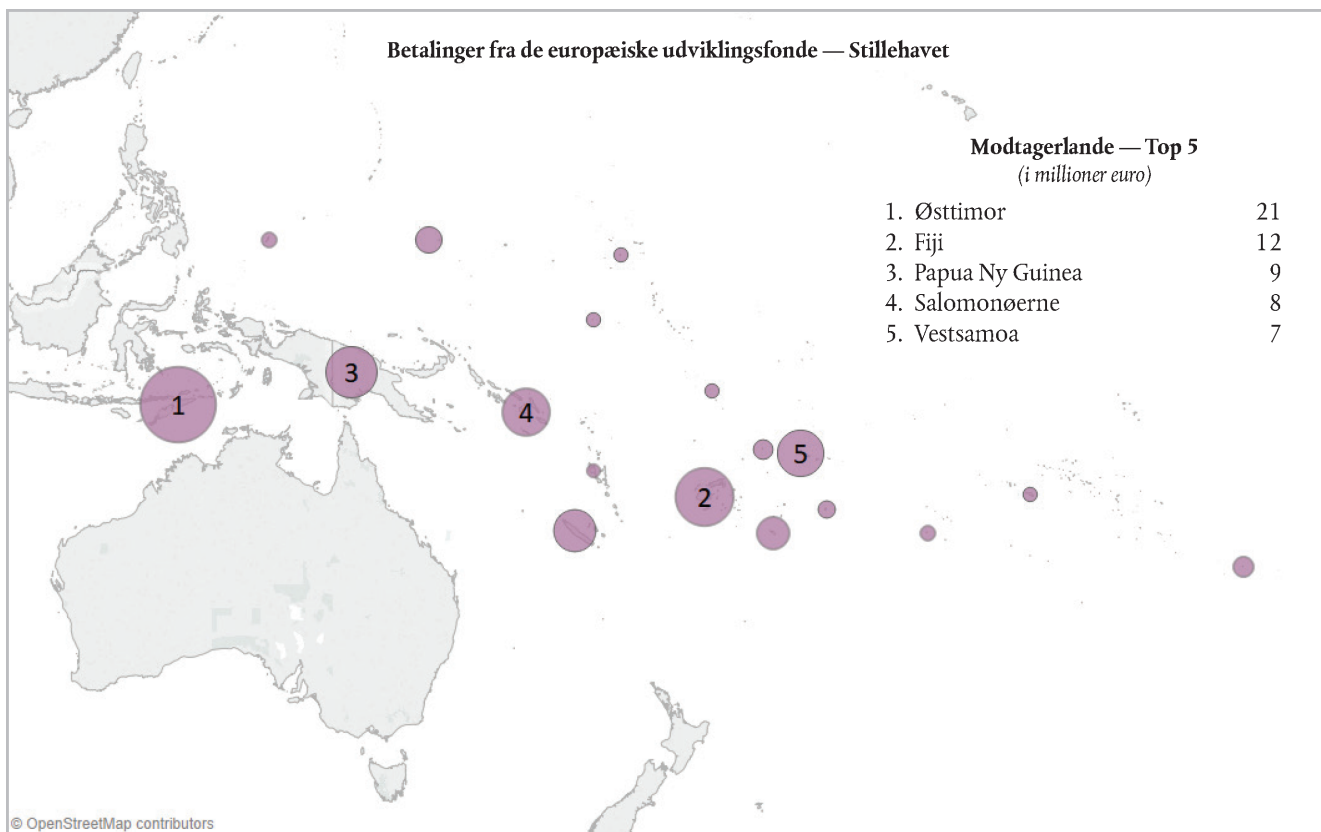 Betalinger fra de europæiske udviklingsfonde — Stillehavet
Modtagerlande — Top 5
(i millioner euro)
1. Østtimor 21
2. Fiji 12
3. Papua Ny Guinea 9
4. Salomonøerne 8
5. Vestsamoa 7
3
1
4
5
2
© OpenStreetMap contributors